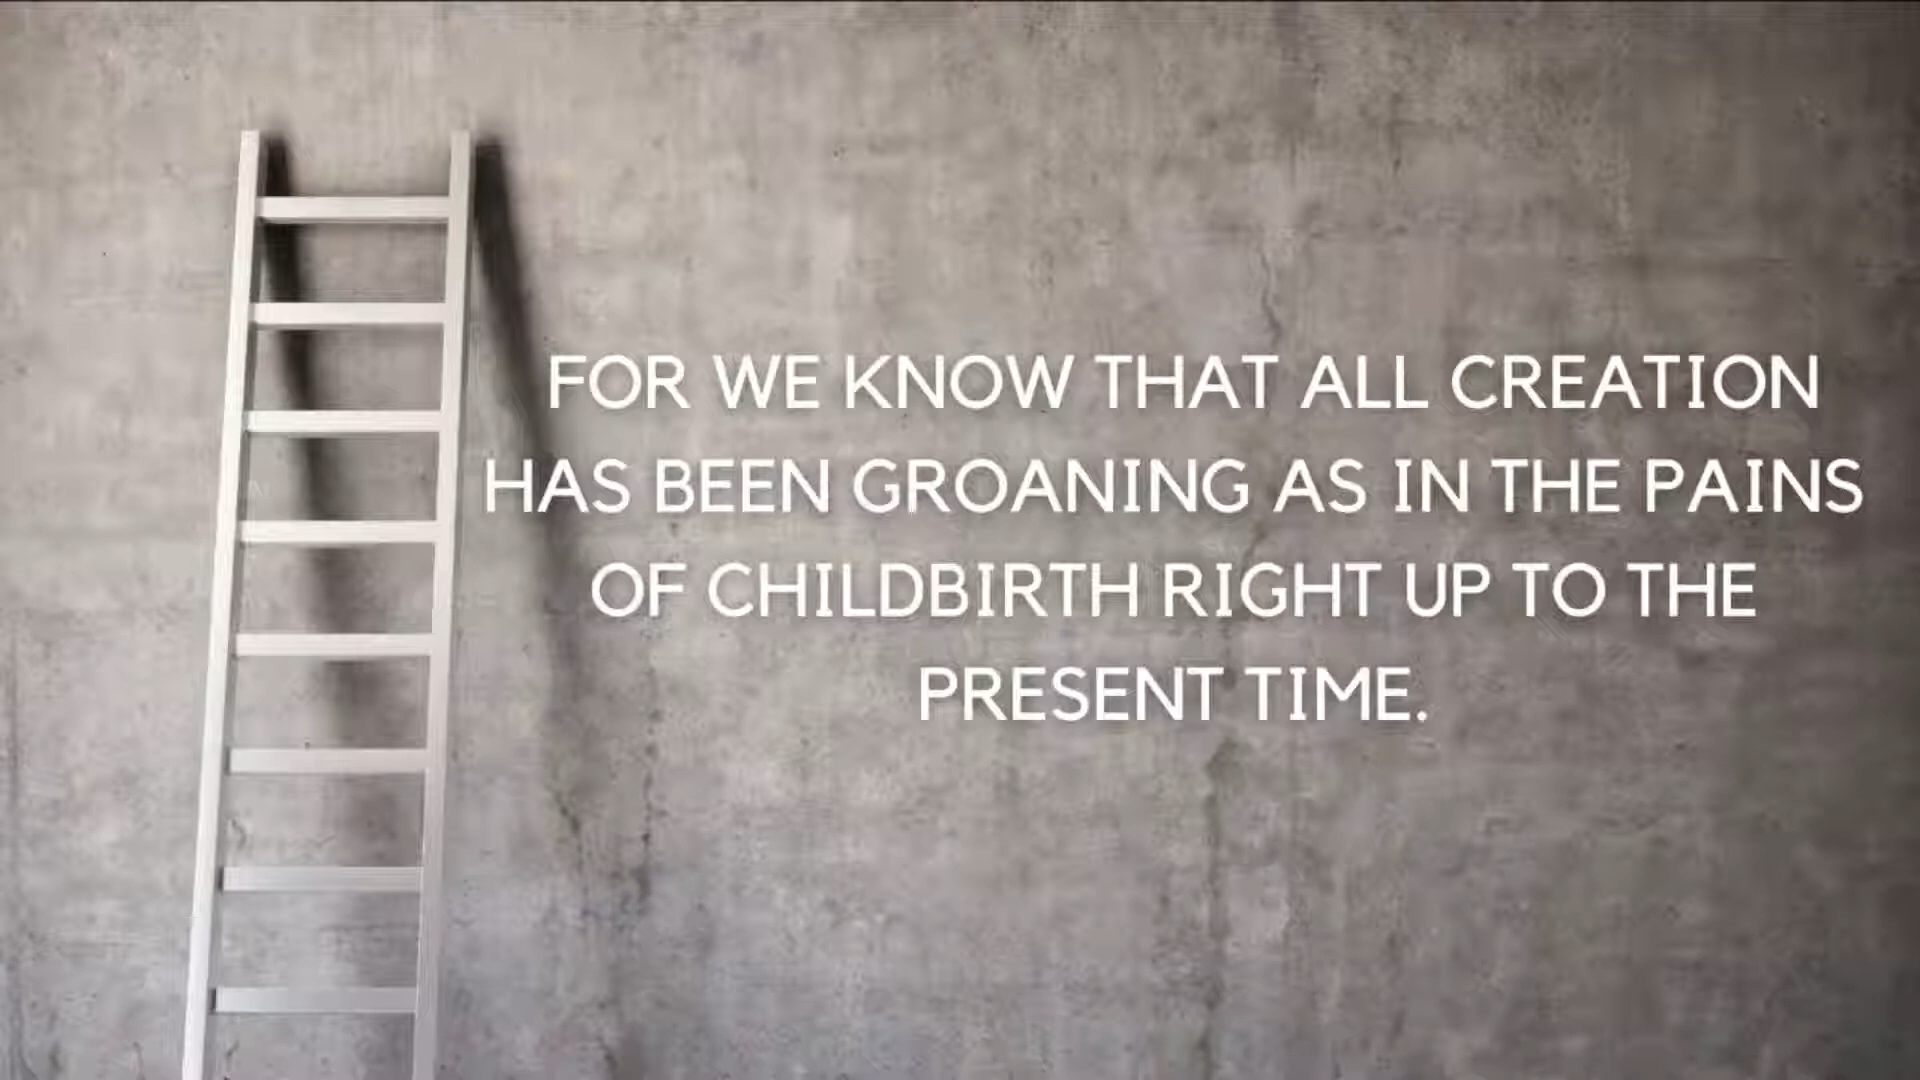 FOR WE KNOW THAT ALL CREATION
HAS BEEN GROANING AS IN THE PAINS
OF CHILDBIRTH RIGHT UP TO THE
PRESENT TIME.